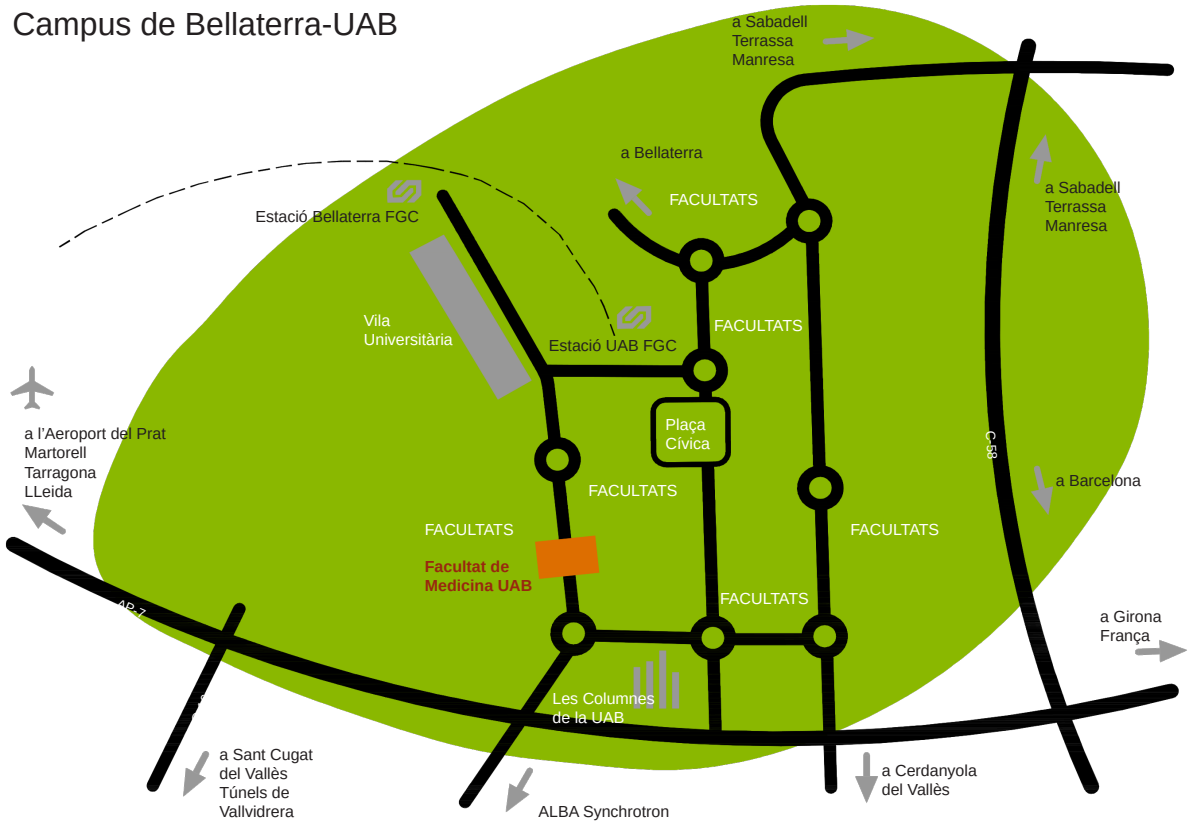 Campus de Bellaterra-UAB
a Sabadell
Terrassa
Manresa
a Bellaterra
FACULTATS
a Sabadell
Terrassa
Manresa
Estació Bellaterra FGC
Vila
Universitària
FACULTATS
Estació UAB FGC
Plaça
Cívica
a l'Aeroport del Prat
Martorell
Tarragona
LLeida
C-58
a Barcelona
FACULTATS
FACULTATS
FACULTATS
Facultat de
Medicina UAB
FACULTATS
AP-7
a Girona
França
Les Columnes
de la UAB
a Sant Cugat
del Vallès
Túnels de
Vallvidrera
a Cerdanyola
del Vallès
ALBA Synchrotron